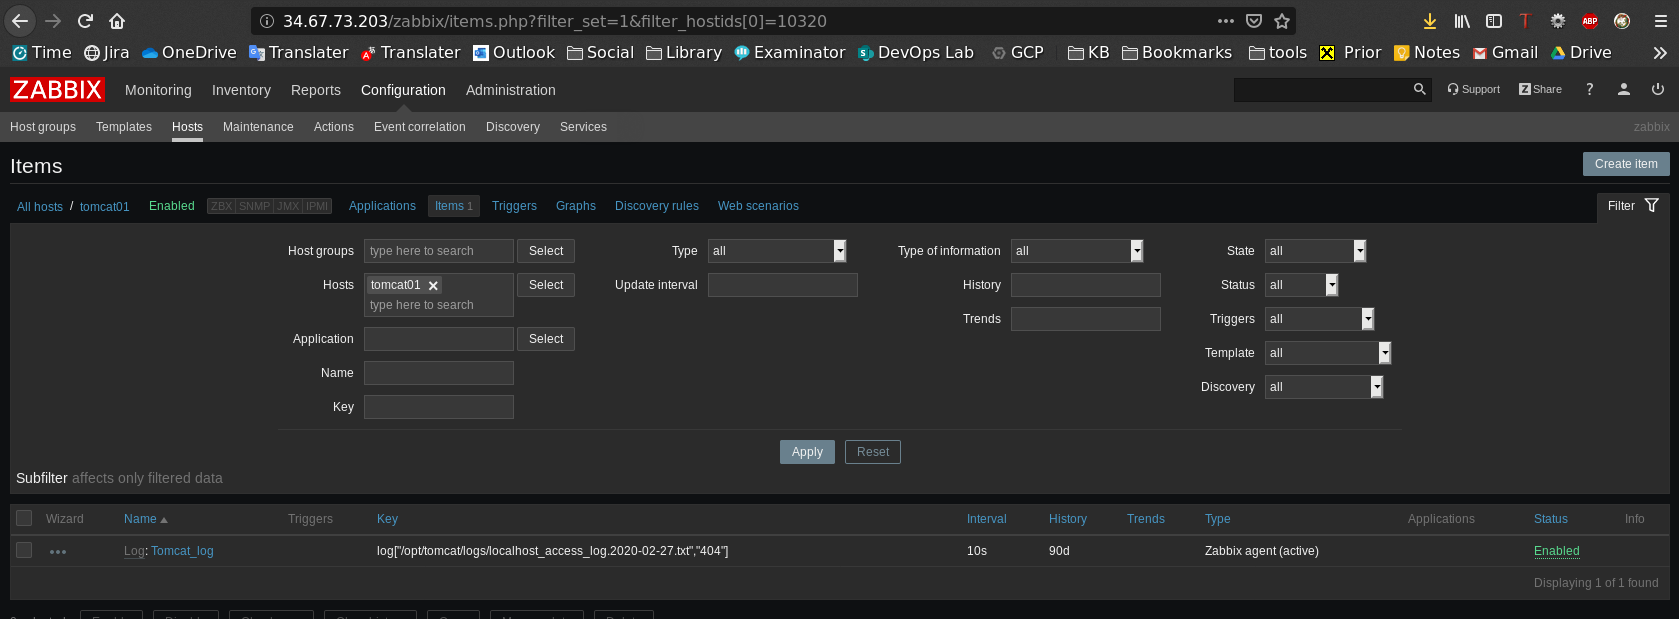 34.67.73.203/zabbix/items.php?filter_set=1&filter_hostids[0]=10320
Time Jira OneDrive Translater Translater Outlook Social Library Examinator DevOps Lab GCP KB Bookmarks tools Prior Notes Gmail Drive
ZABBIX Monitoring Inventory Reports Configuration Administration Support Z Share ?
Host groups Templates Hosts Maintenance Actions Event correlation Discovery Services zabbix
Items Create item
All hosts / tomcat01 Enabled ZBX SNMP JMX IPMI Applications Items 1 Triggers Graphs Discovery rules Web scenarios Filter
Host groups type here to search Select Type all Type of information all State all
Hosts tomcat01 Select Update interval History Status all
type here to search
Trends Triggers all
Application Select
Template all
Name
Discovery all
Key
Apply Reset
Subfilter affects only filtered data
Wizard Name Triggers Key Interval History Trends Type Applications Status Info
Log: Tomcat_log log["/opt/tomcat/logs/localhost_access_log.2020-02-27.txt","404"] 10s 90d Zabbix agent (active) Enabled
Displaying 1 of 1 found